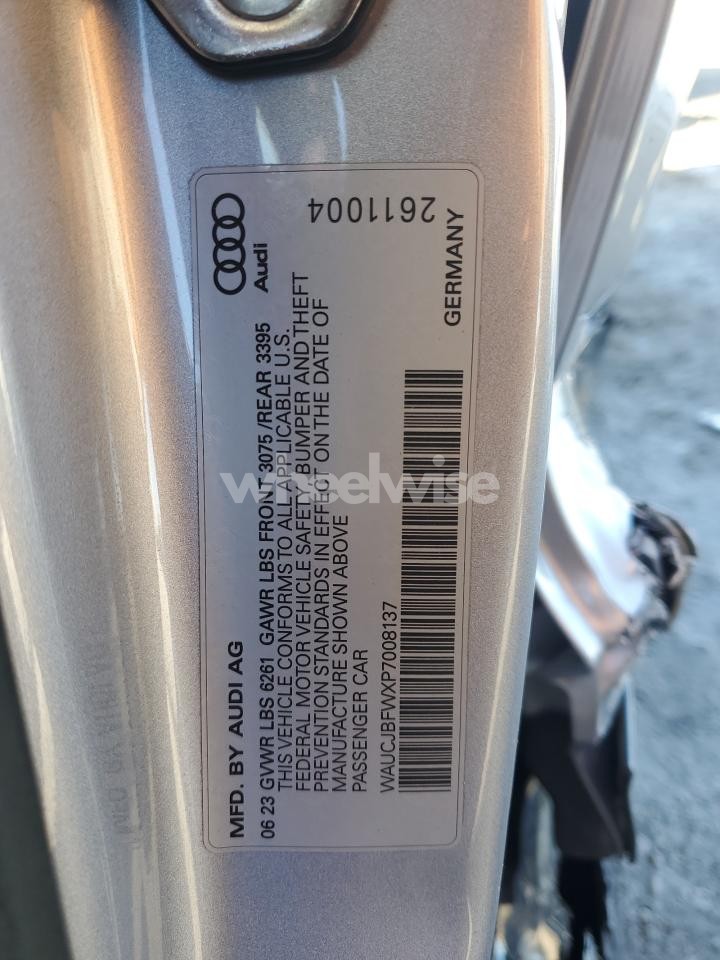 Audi
2611004
MFD. BY AUDI AG
GERMANY
06 23 GVWR LBS 6261 GAWR LBS FRONT 3075 /REAR 3395
THIS VEHICLE CONFORMS TO ALL APPLICABLE U.S.
FEDERAL MOTOR VEHICLE SAFETY, BUMPER AND THEFT
PREVENTION STANDARDS IN EFFECT ON THE DATE OF
MANUFACTURE SHOWN ABOVE
PASSENGER CAR
WAUCJBFWXP7008137
wheelwise